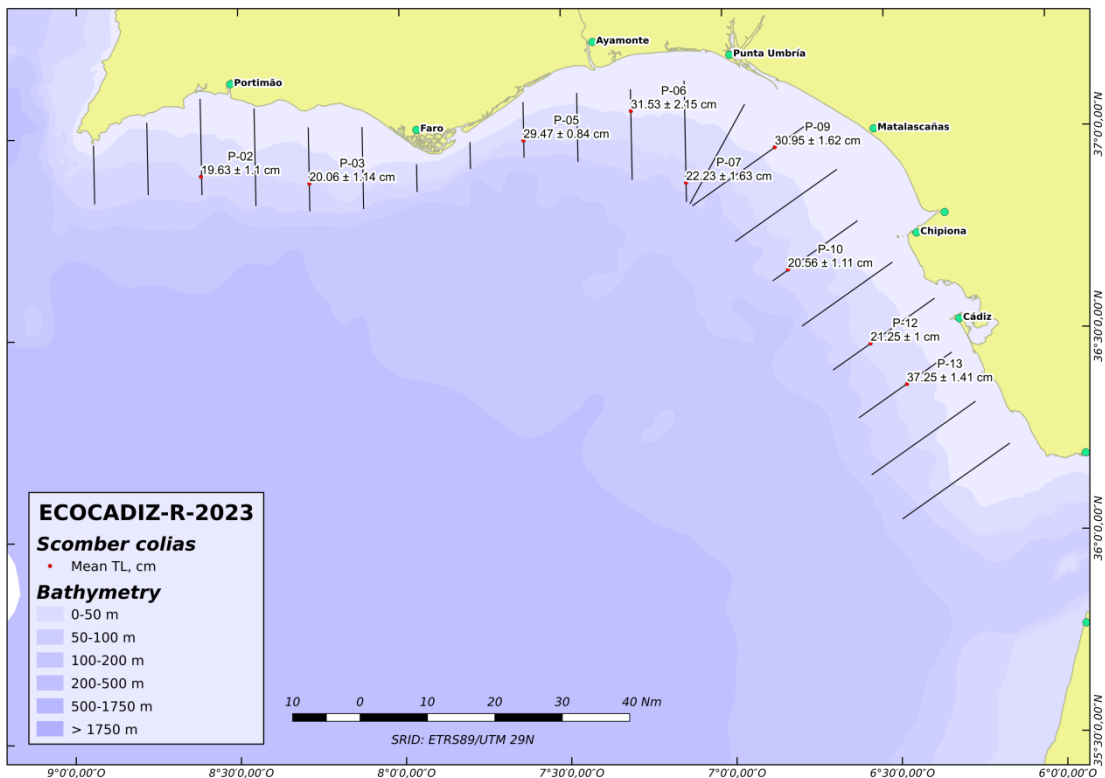 Ayamonte
Punta Umbría
Portimão
P-06
31.53 ± 2.15 cm
Faro
P-05
29.47 ± 0.84 cm
P-09
30.95 ± 1.62 cm
Matalascañas
P-02
19.63 ± 1.1 cm
P-03
20.06 ± 1.14 cm
P-07
22.23 ± 1.63 cm
Chipiona
P-10
20.56 ± 1.11 cm
Cádiz
P-12
21.25 ± 1 cm
P-13
37.25 ± 1.41 cm
37°0,0,00"N
36°30,0,00"N
36°0,0,00"N
35°30,0,00"N
ECOCADIZ-R-2023
Scomber colias
Mean TL, cm
Bathymetry
0-50 m
50-100 m
100-200 m
200-500 m
500-1750 m
> 1750 m
10 0 10 20 30 40 Nm
SRID: ETRS89/UTM 29N
9°0,0,00"O 8°30,0,00"O 8°0,0,00"O 7°30,0,00"O 7°0,0,00"O 6°30,0,00"O 6°0,0,00"O